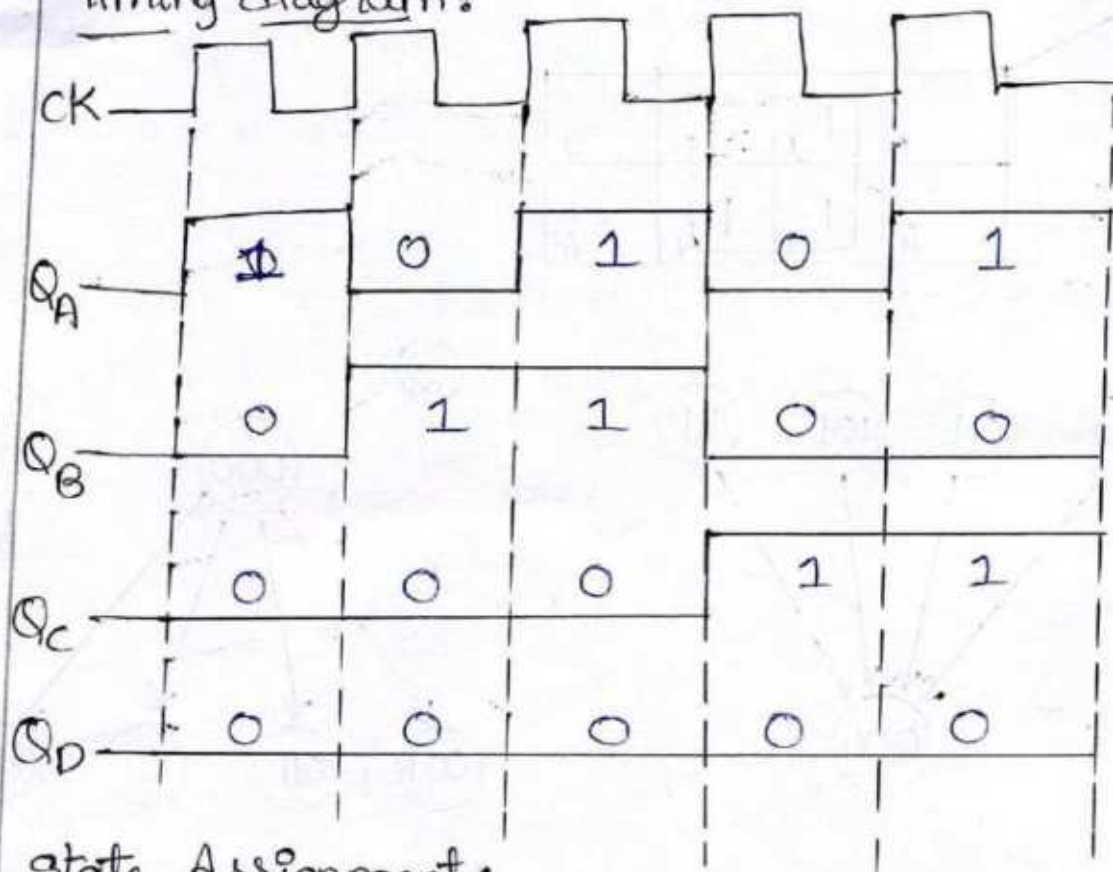 Timing Diagram:
CK
QA 1 0 1 0 1
QB 0 1 1 0 0
QC 0 0 0 1 1
QD 0 0 0 0 0
State Assignment: